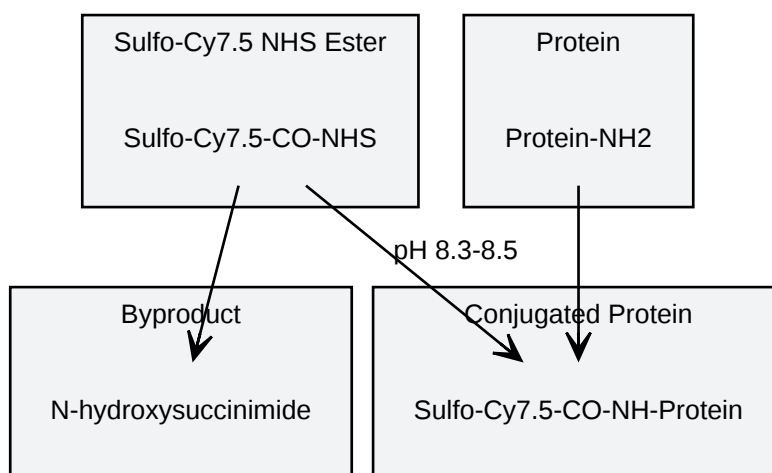 Sulfo-Cy7.5 NHS Ester
Protein
Sulfo-Cy7.5-CO-NHS
Protein-NH2
pH 8.3-8.5
Byproduct
Conjugated Protein
N-hydroxysuccinimide
Sulfo-Cy7.5-CO-NH-Protein